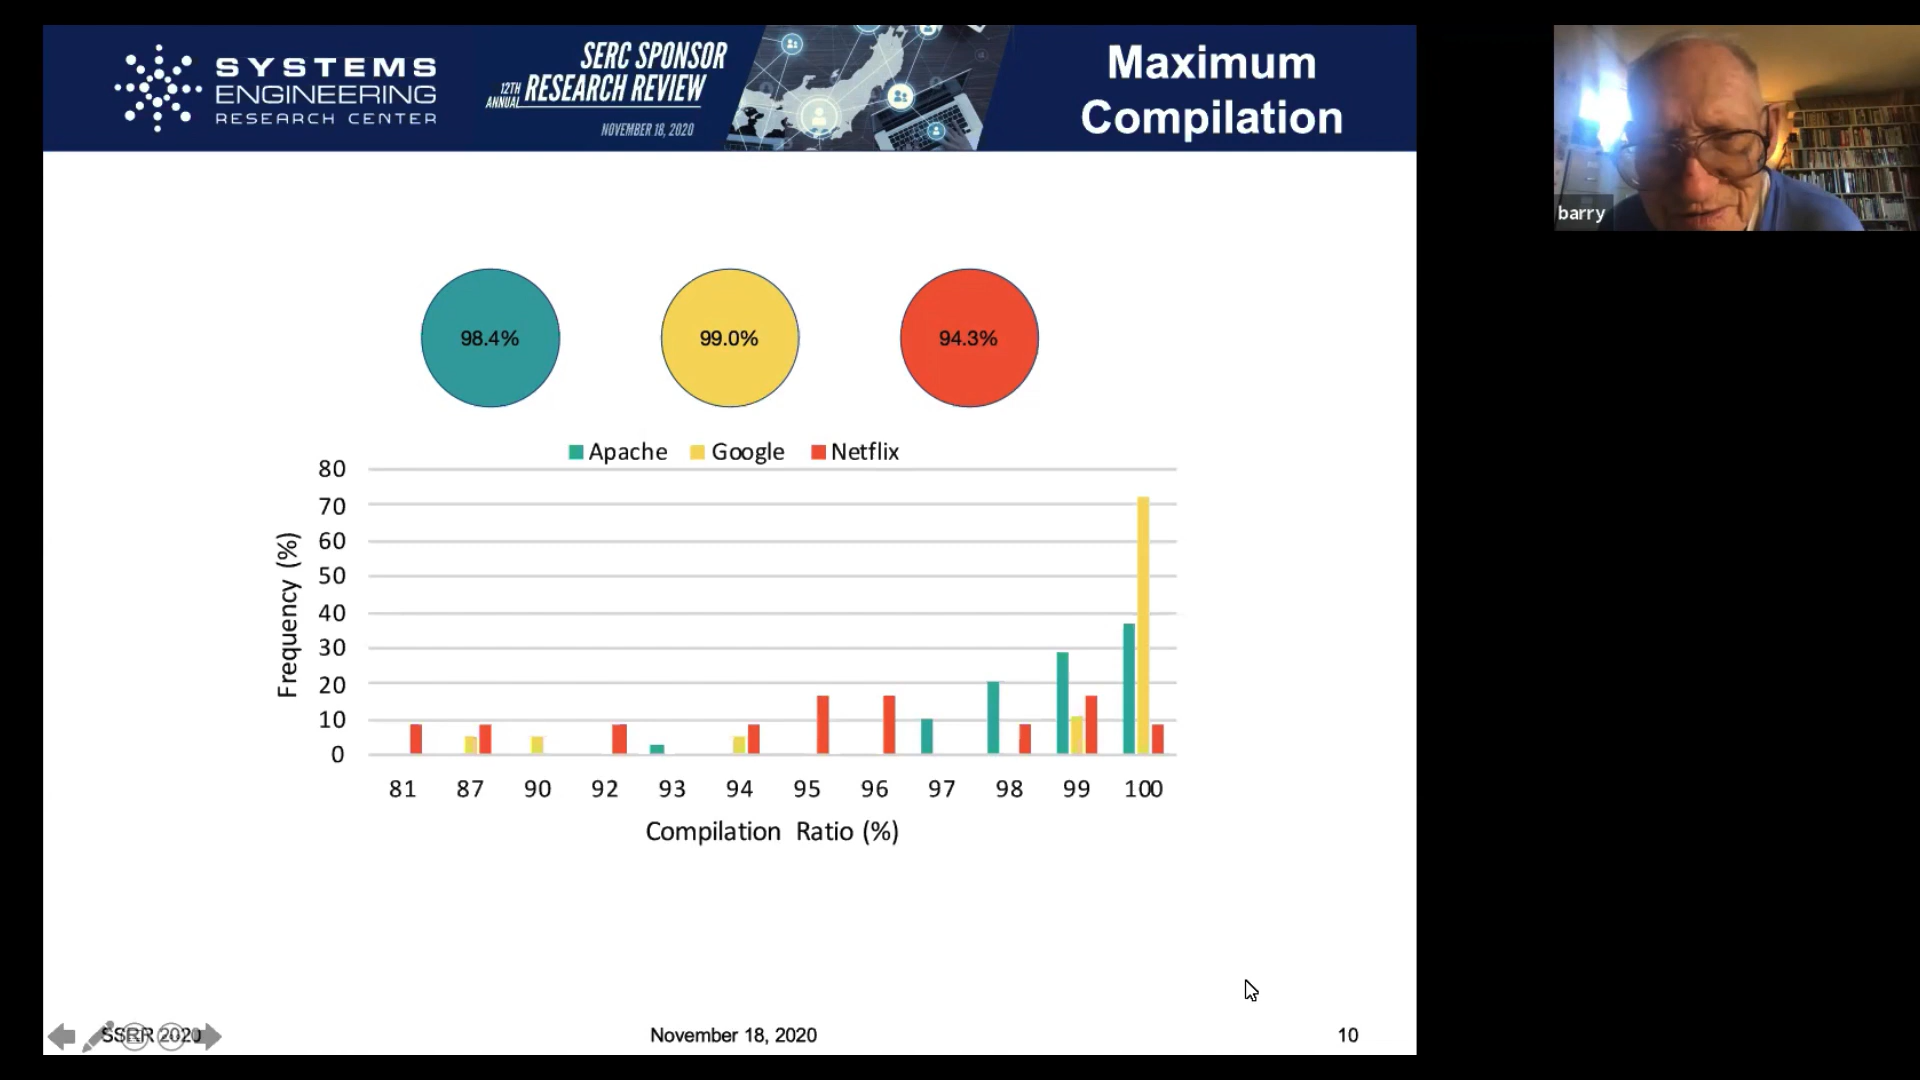 SYSTEMS
ENGINEERING
RESEARCH CENTER
SERC SPONSOR
12TH ANNUAL RESEARCH REVIEW
NOVEMBER 18, 2020
Maximum
Compilation
barry
98.4% 99.0% 94.3%
Apache Google Netflix
80
70
60
50
40
30
20
10
0
Frequency (%)
81 87 90 92 93 94 95 96 97 98 99 100
Compilation Ratio (%)
SSRR 2020 November 18, 2020 10